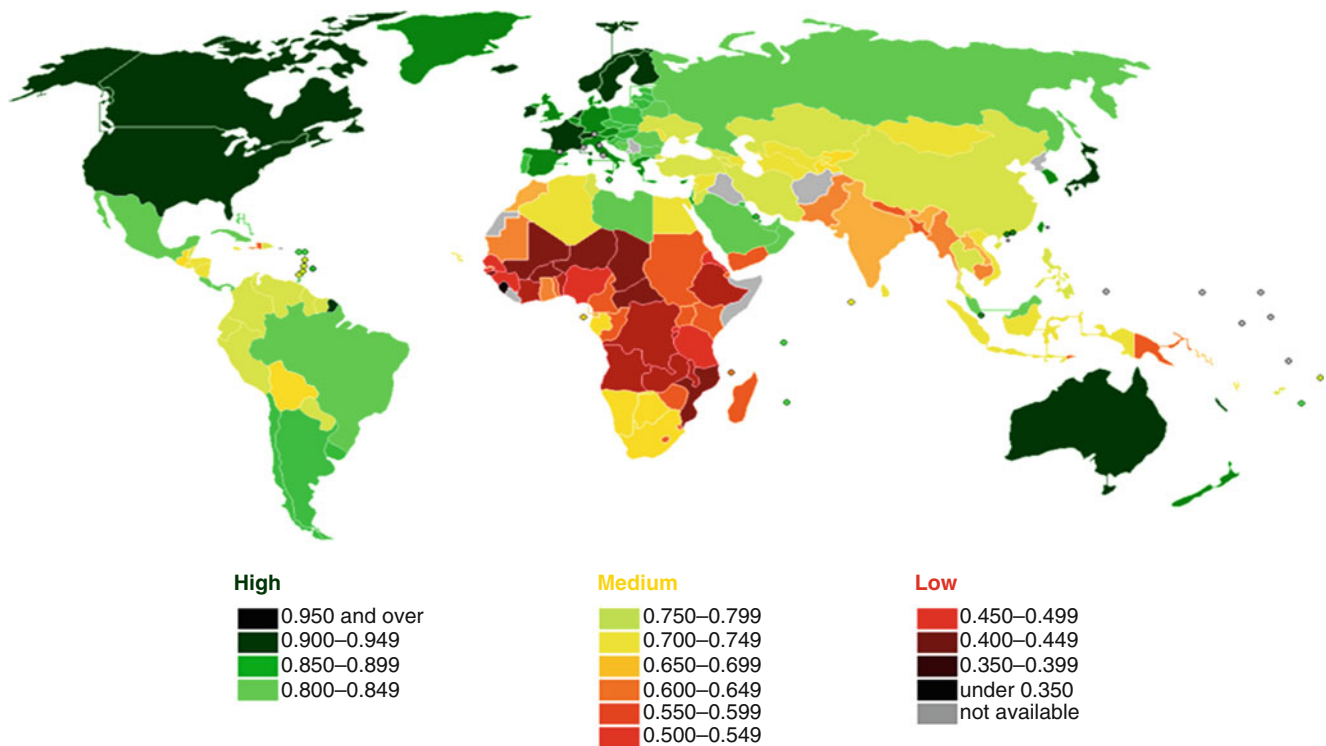 High
0.950 and over
0.900–0.949
0.850–0.899
0.800–0.849
Medium
0.750–0.799
0.700–0.749
0.650–0.699
0.600–0.649
0.550–0.599
0.500–0.549
Low
0.450–0.499
0.400–0.449
0.350–0.399
under 0.350
not available